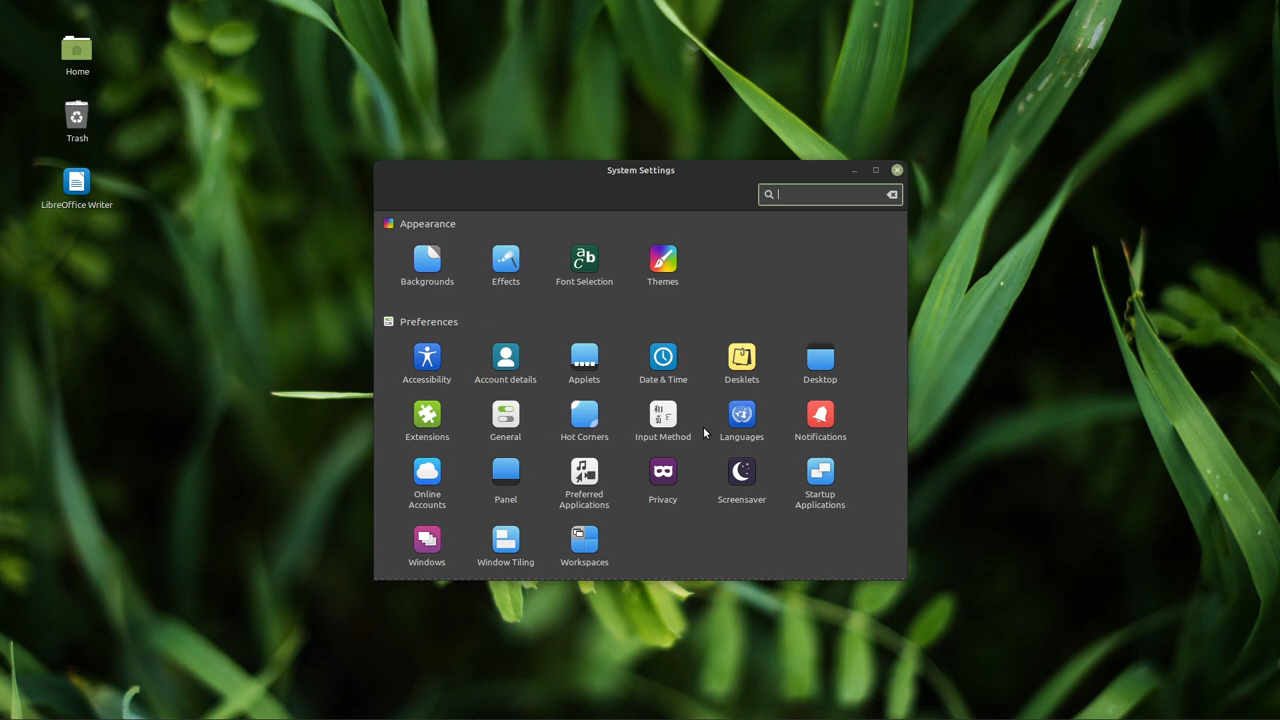 Home
Trash
LibreOffice Writer
System Settings
Appearance
Backgrounds
Effects
Font Selection
Themes
Preferences
Accessibility
Account details
Applets
Date & Time
Desklets
Desktop
Extensions
General
Hot Corners
Input Method
Languages
Notifications
Online
Accounts
Panel
Preferred
Applications
Privacy
Screensaver
Startup
Applications
Windows
Window Tiling
Workspaces